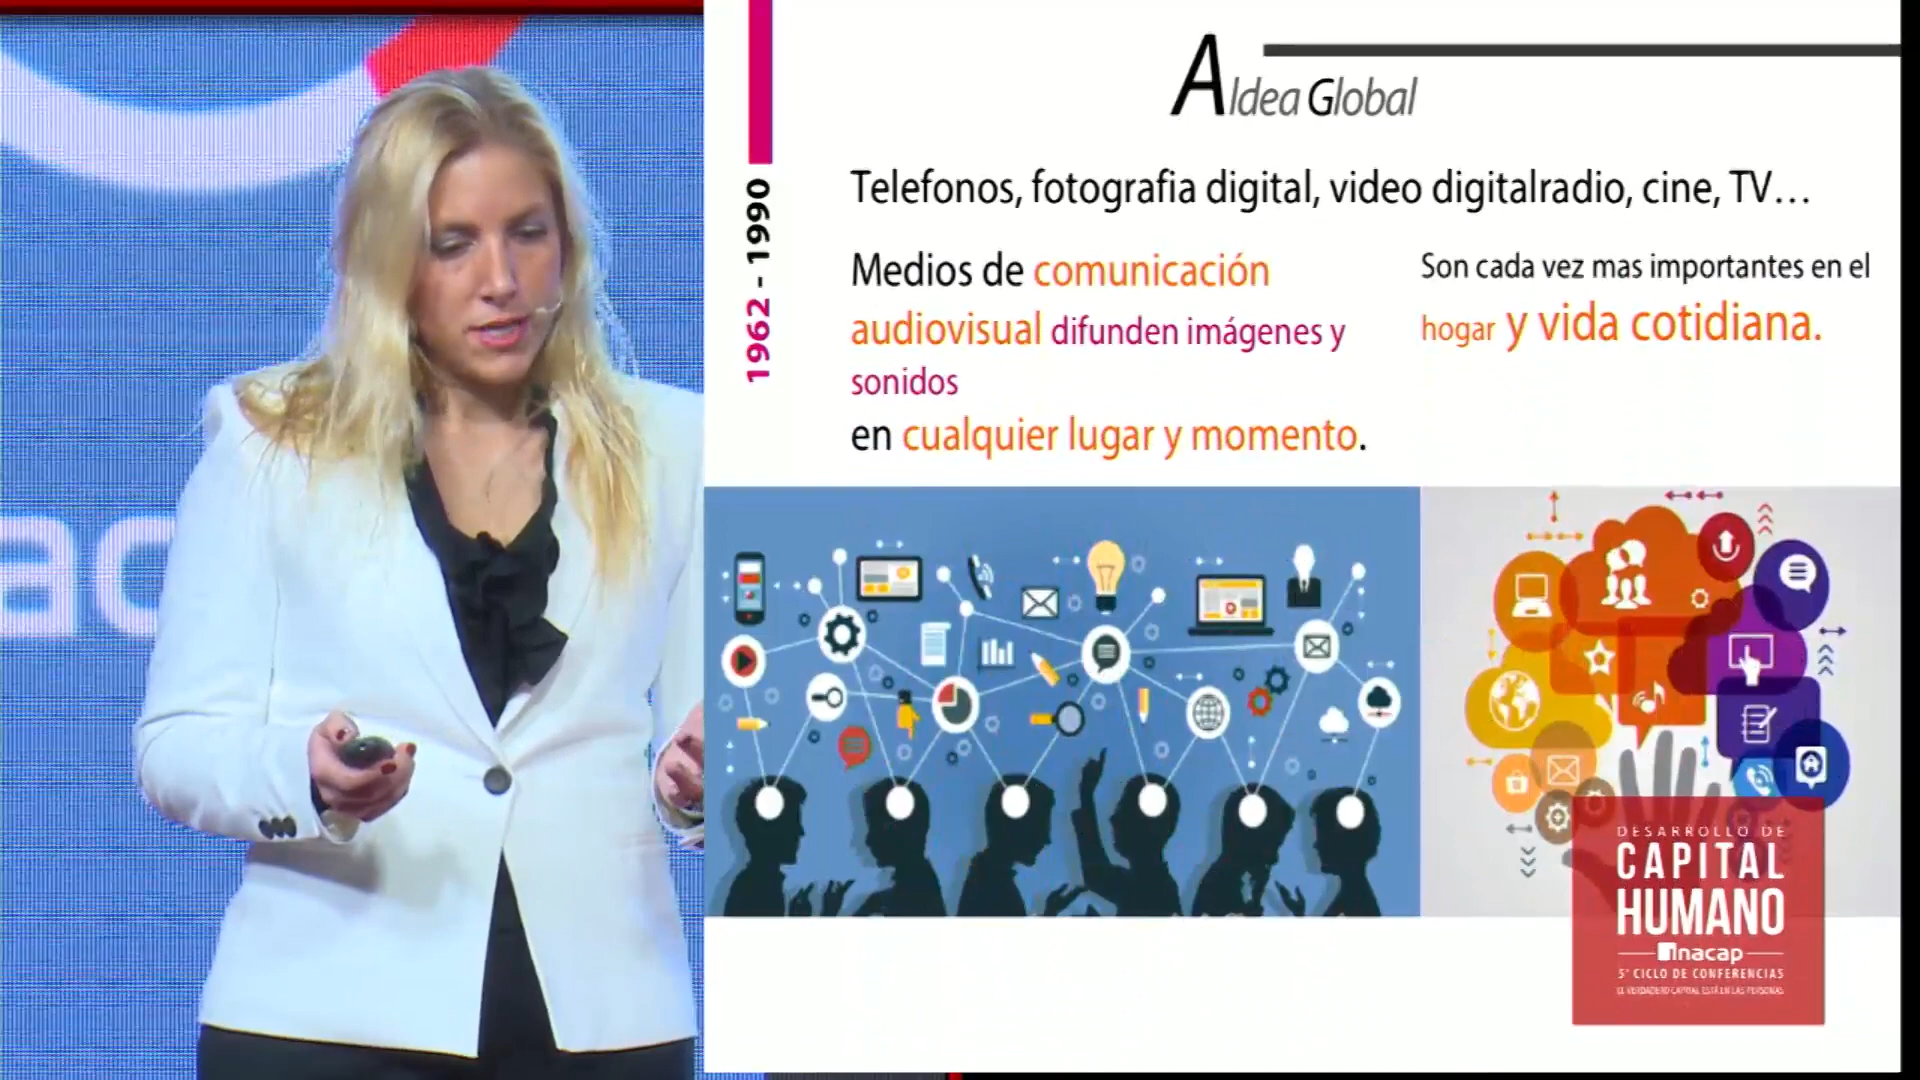 Aldea Global
1962 - 1990
Telefonos, fotografia digital, video digitalradio, cine, TV...
Medios de comunicación
audiovisual difunden imágenes y
sonidos
en cualquier lugar y momento.
Son cada vez mas importantes en el
hogar y vida cotidiana.
ac
DESARROLLO DE
CAPITAL
HUMANO
inacap
5° CICLO DE CONFERENCIAS
EL VERDADERO CAPITAL ESTÁ EN LAS PERSONAS